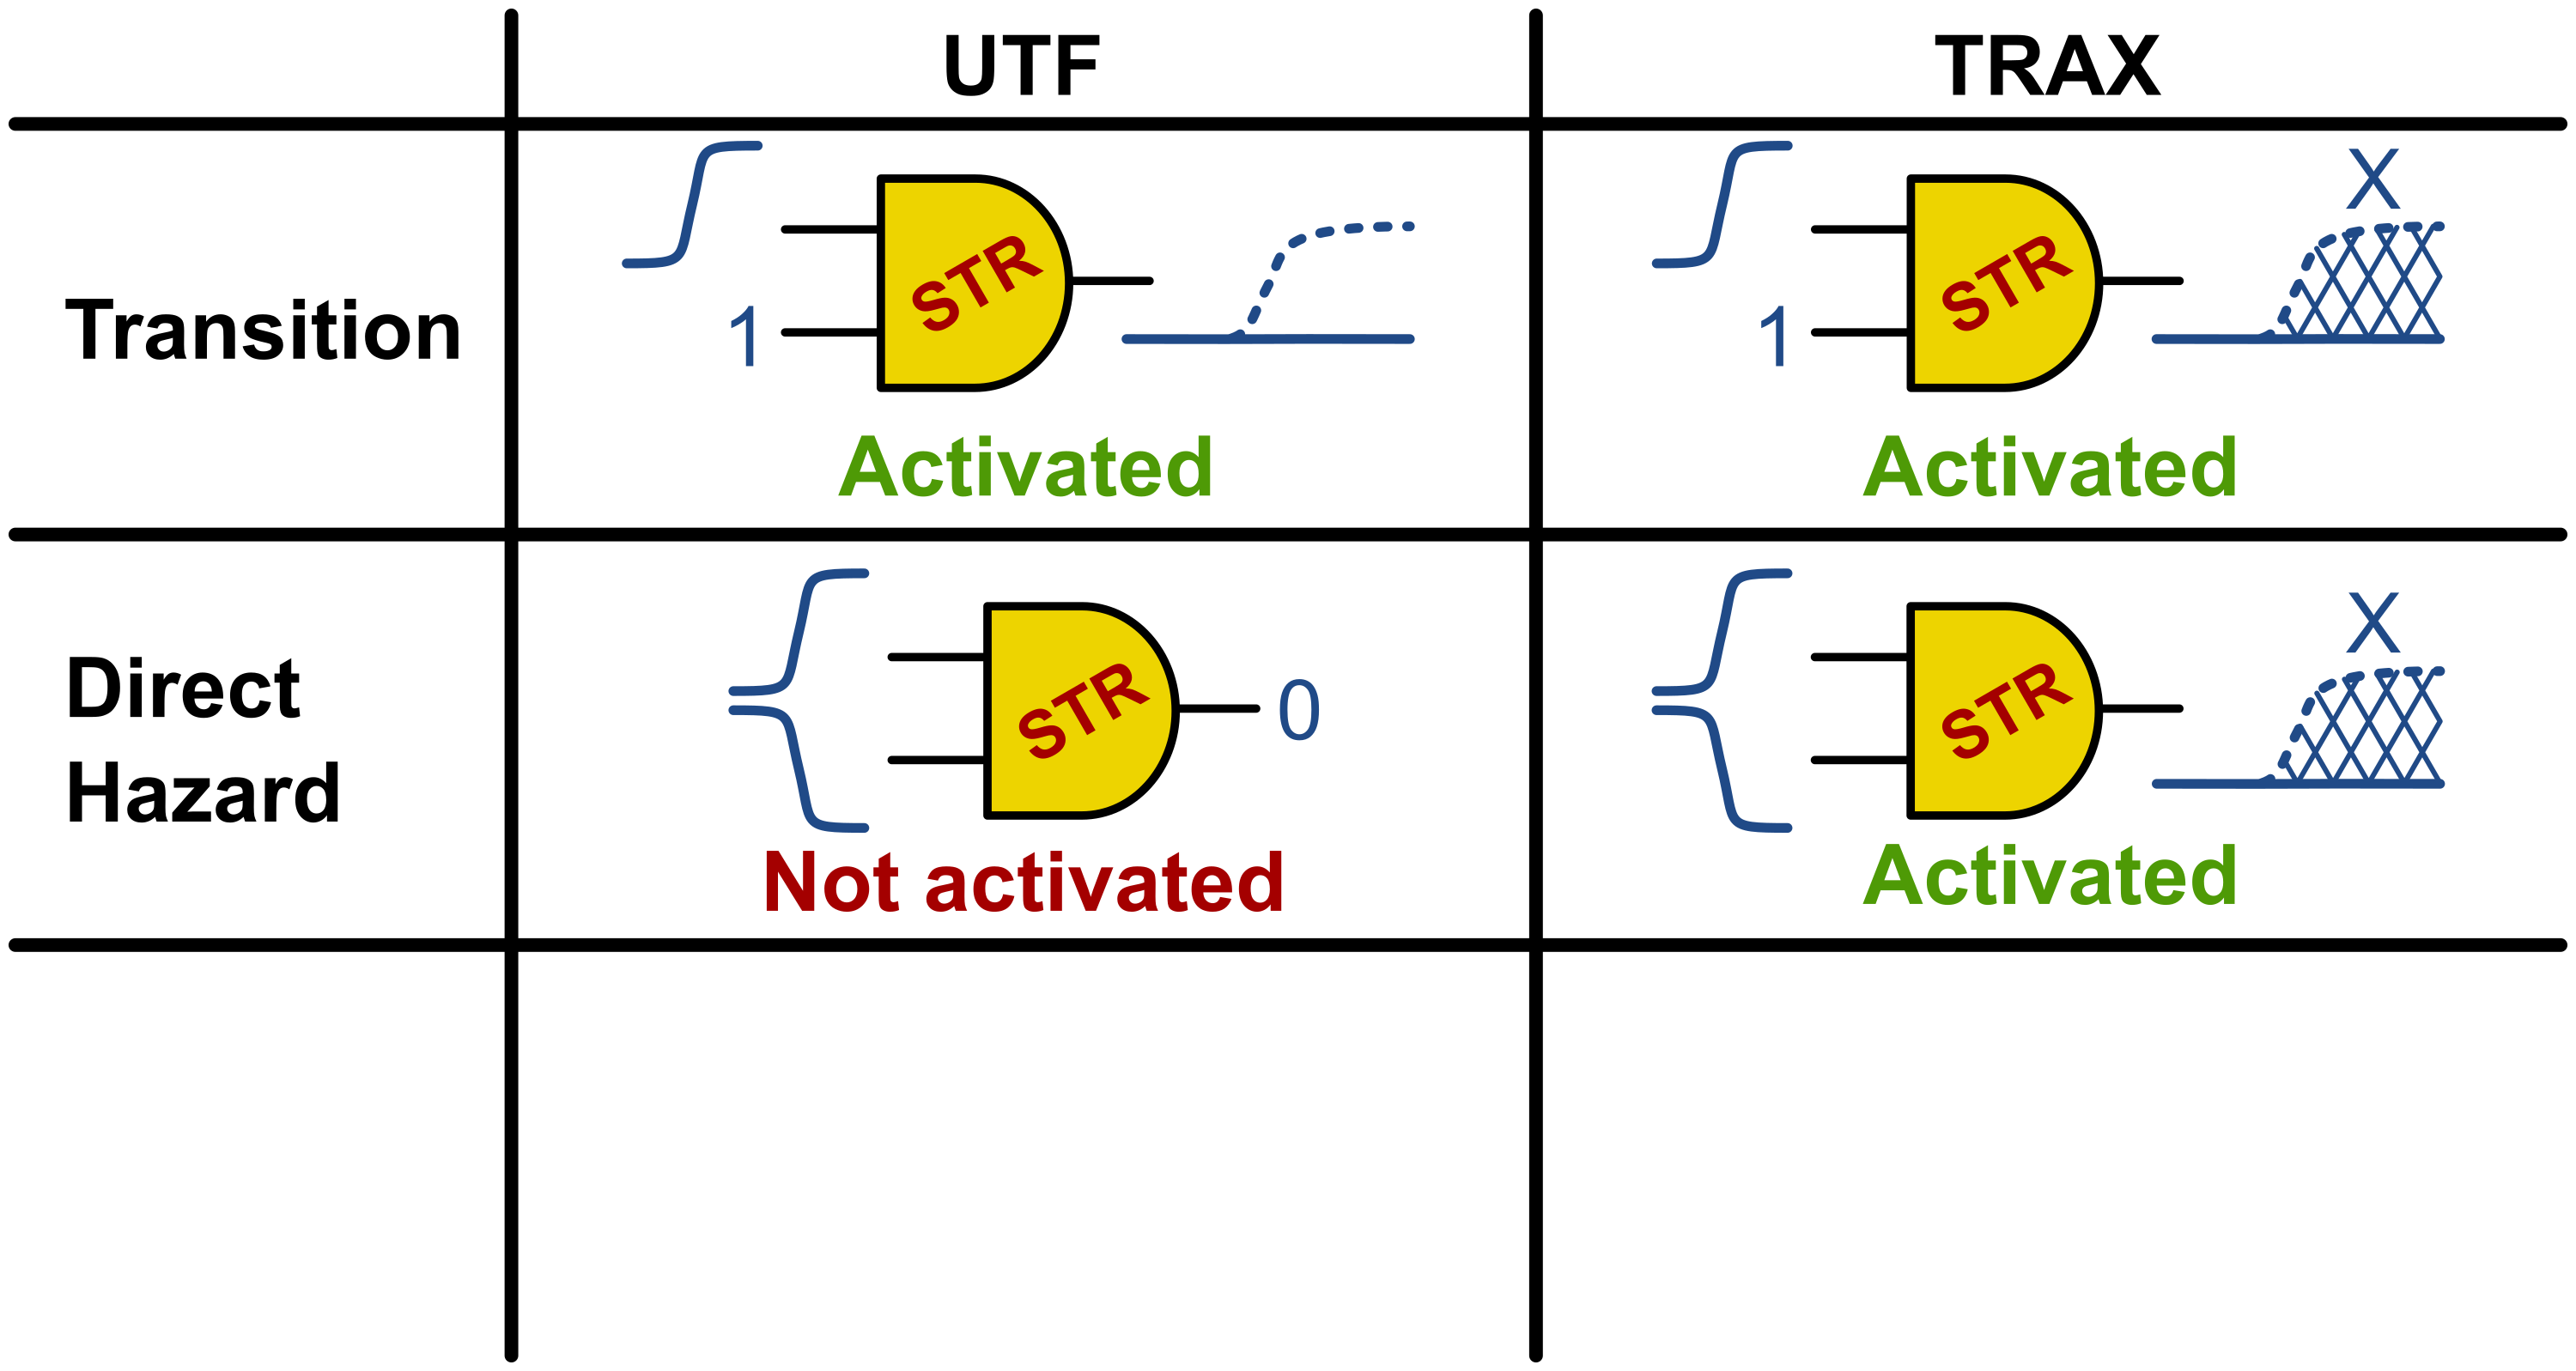 UTF
TRAX
Transition
STR
1
Activated
STR
1
X
Activated
Direct
Hazard
STR
0
Not activated
STR
X
Activated